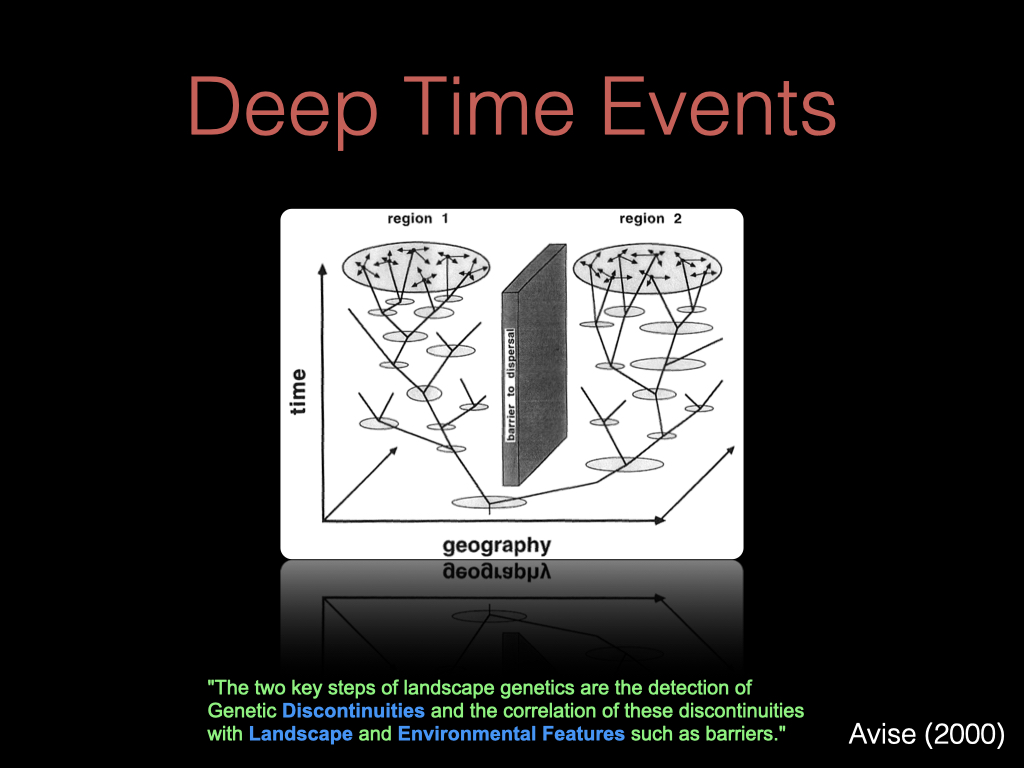 Deep Time Events
region 1
region 2
time
barrier to dispersal
geography
geography
"The two key steps of landscape genetics are the detection of
Genetic Discontinuities and the correlation of these discontinuities
with Landscape and Environmental Features such as barriers."
Avise (2000)